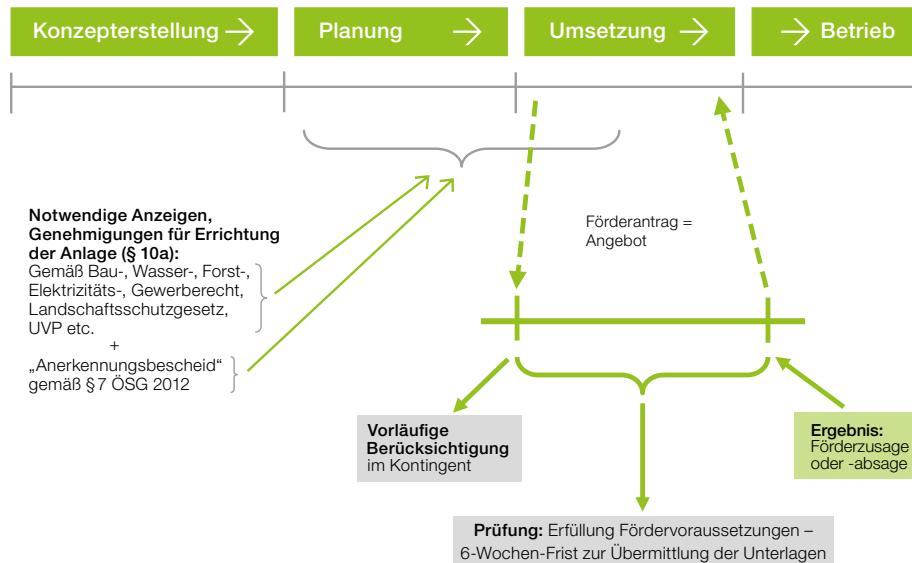 Konzepterstellung →
Planung →
Umsetzung →
→ Betrieb
Notwendige Anzeigen,
Genehmigungen für Errichtung
der Anlage (§ 10a):
Gemäß Bau-, Wasser-, Forst-,
Elektrizitäts-, Gewerberecht,
Landschaftsschutzgesetz,
UVP etc.
+
„Anerkennungsbescheid“
gemäß § 7 ÖSG 2012
Förderantrag =
Angebot
Vorläufige
Berücksichtigung
im Kontingent
Ergebnis:
Förderzusage
oder -absage
Prüfung: Erfüllung Fördervoraussetzungen –
6-Wochen-Frist zur Übermittlung der Unterlagen